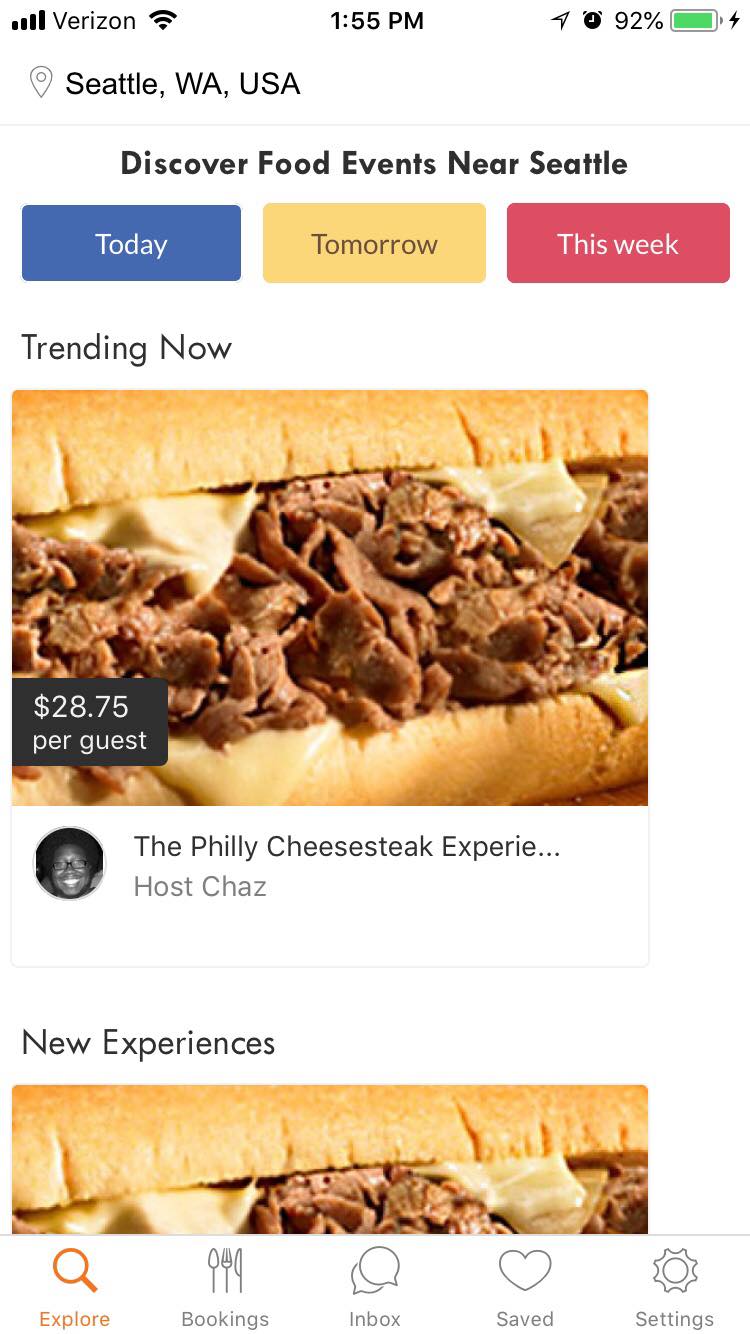 Verizon 1:55 PM 92%
Seattle, WA, USA
Discover Food Events Near Seattle
Today Tomorrow This week
Trending Now
$28.75
per guest
The Philly Cheesesteak Experie...
Host Chaz
New Experiences
Explore Bookings Inbox Saved Settings